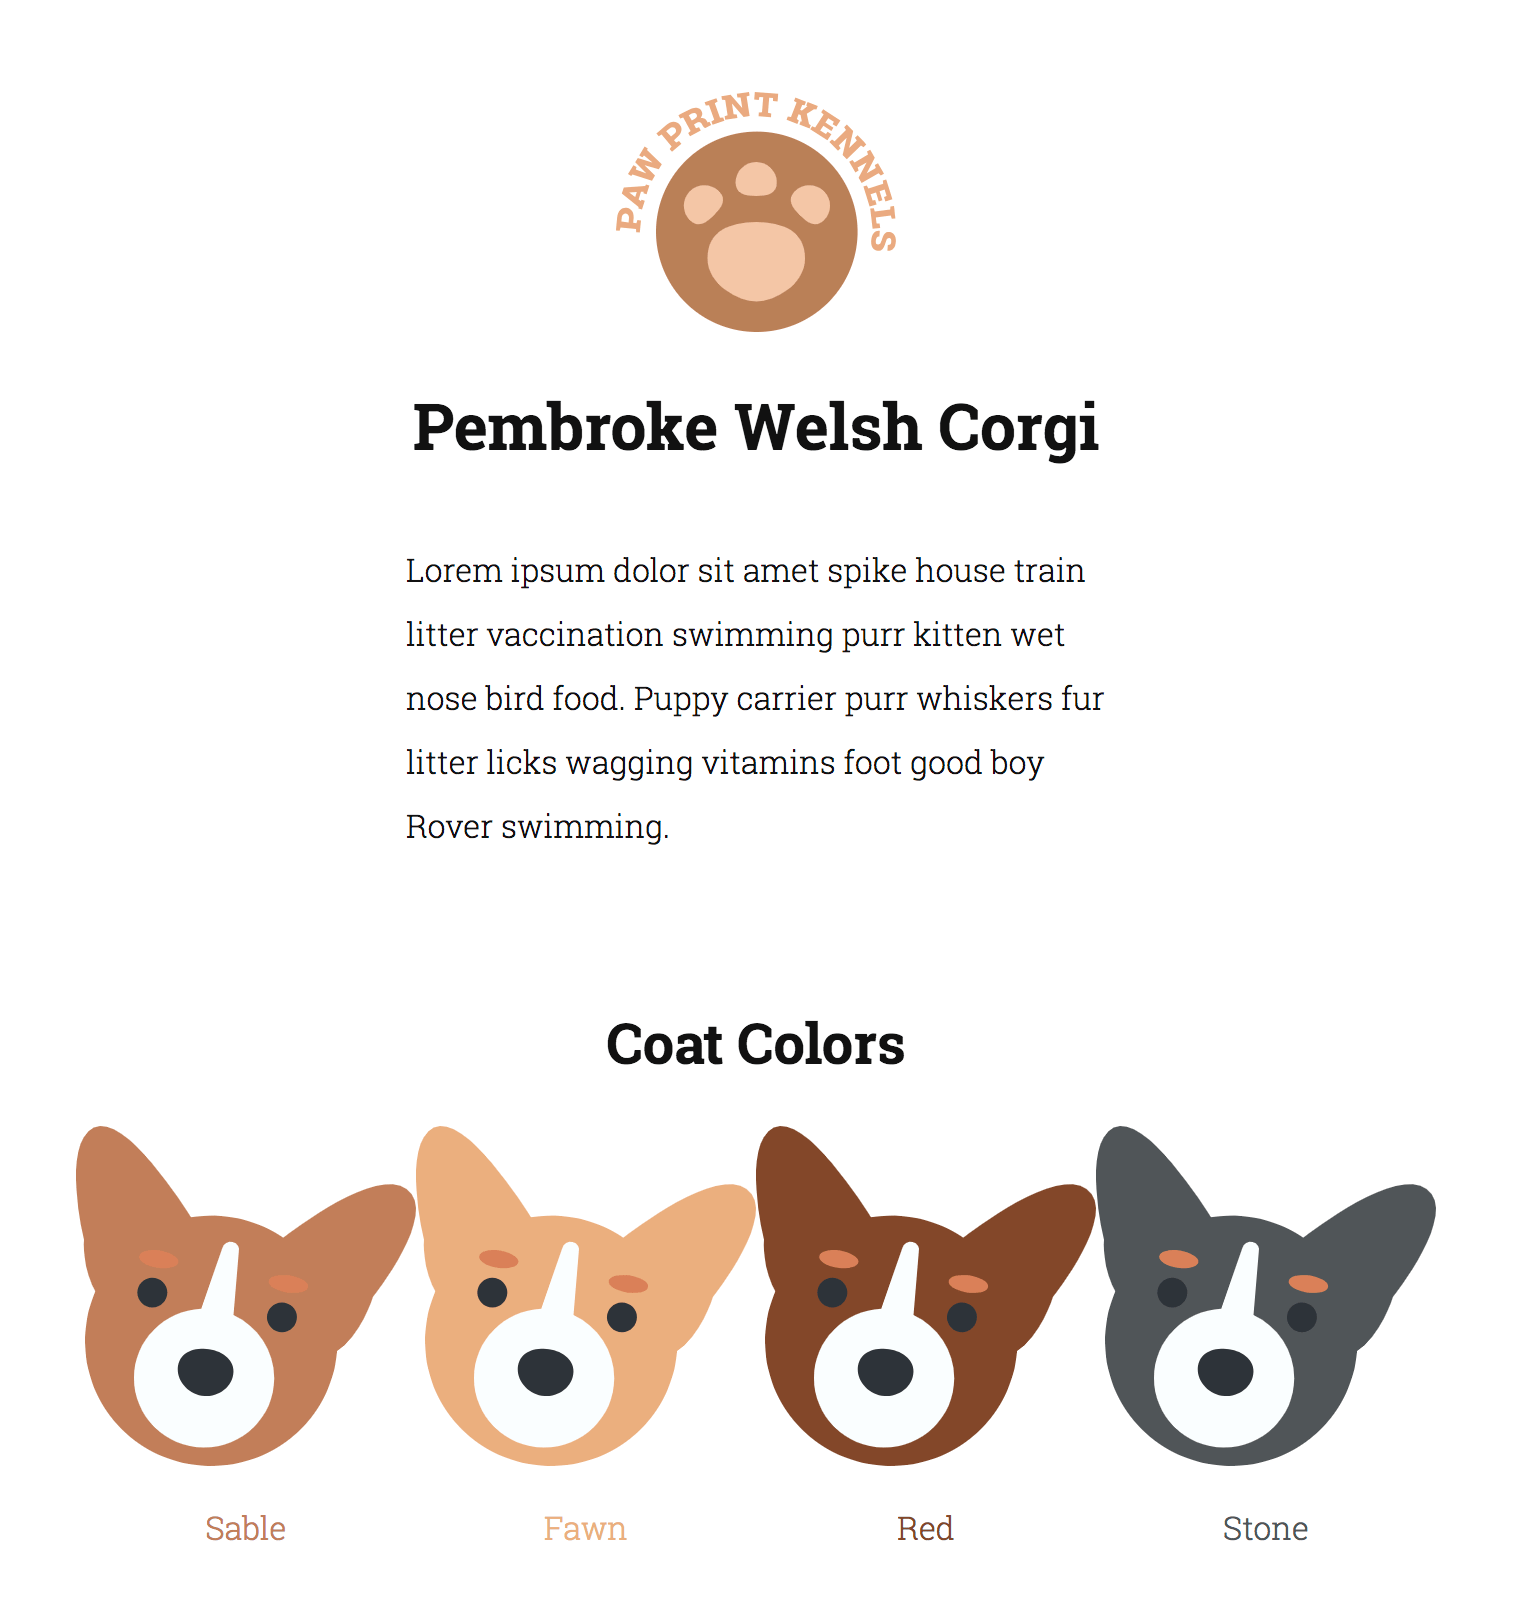 PAW PRINT KENNELS
Pembroke Welsh Corgi
Lorem ipsum dolor sit amet spike house train
litter vaccination swimming purr kitten wet
nose bird food. Puppy carrier purr whiskers fur
litter licks wagging vitamins foot good boy
Rover swimming.
Coat Colors
Sable
Fawn
Red
Stone